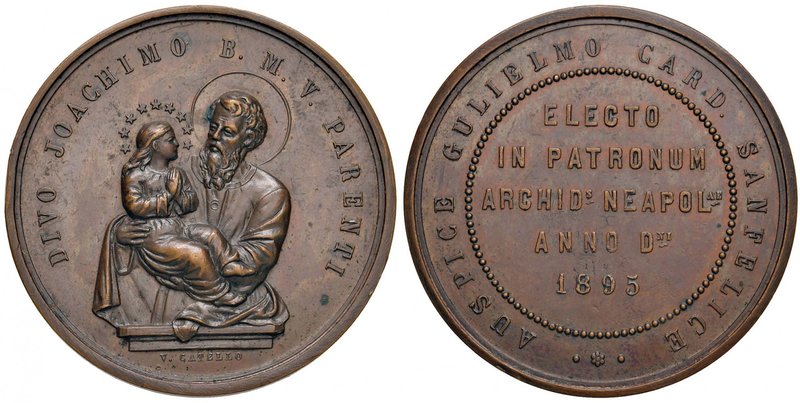 DIVO JOACHIMO B. M. V. PARENTI
V. CATELLO
AUSPICE GULIELMO CARD. SANFELICE
ELECTO
IN PATRONUM
ARCHID.S NEAPOL.AE
ANNO D.NI
1895